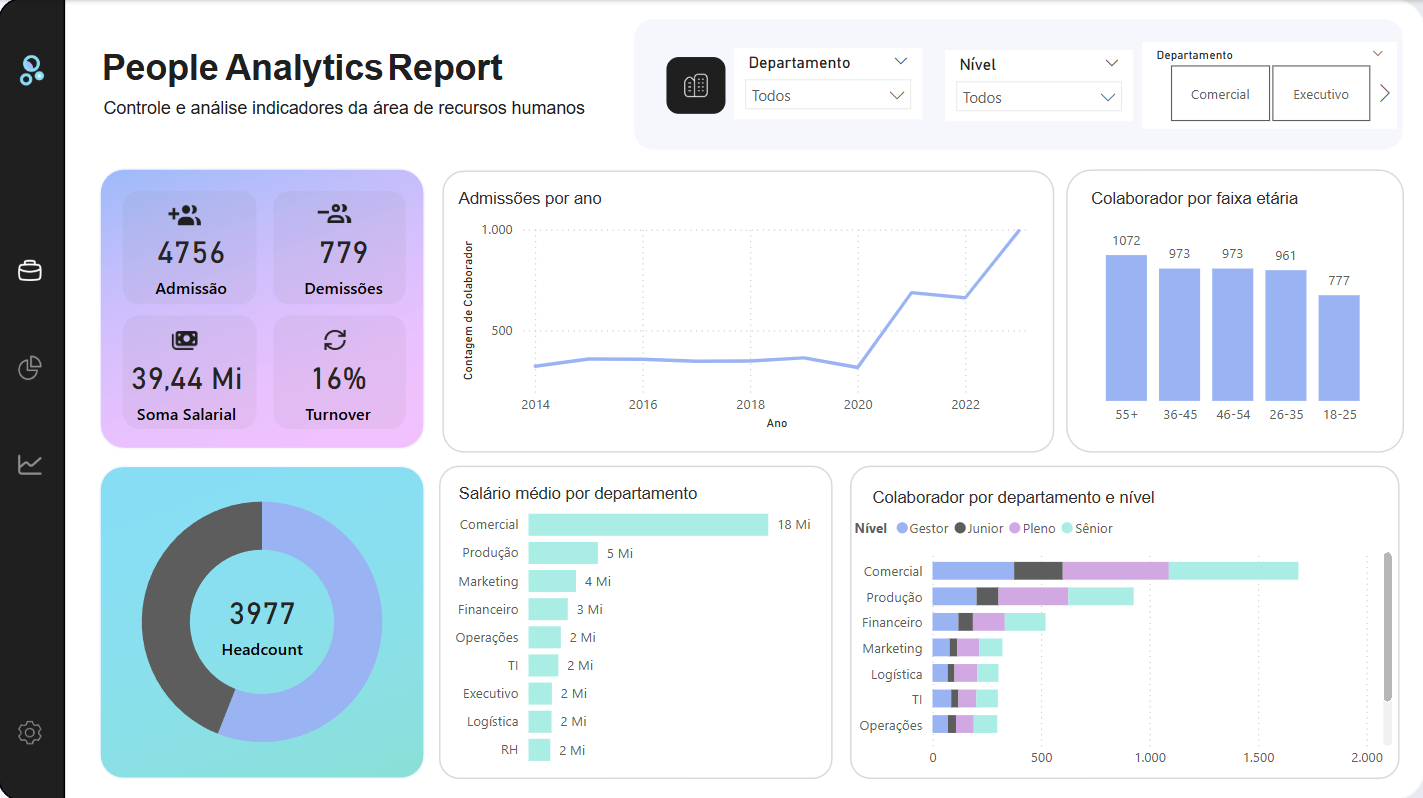 People Analytics Report
Controle e análise indicadores da área de recursos humanos
Departamento
Todos
Nível
Todos
Departamento
Comercial
Executivo
4756
Admissão
779
Demissões
39,44 Mi
Soma Salarial
16%
Turnover
Admissões por ano
Contagem de Colaborador
1.000
500
2014 2016 2018 2020 2022
Ano
Colaborador por faixa etária
1072 973 973 961 777
55+ 36-45 46-54 26-35 18-25
3977
Headcount
Salário médio por departamento
Comercial 18 Mi
Produção 5 Mi
Marketing 4 Mi
Financeiro 3 Mi
Operações 2 Mi
TI 2 Mi
Executivo 2 Mi
Logística 2 Mi
RH 2 Mi
Colaborador por departamento e nível
Nível Gestor Junior Pleno Sênior
Comercial
Produção
Financeiro
Marketing
Logística
TI
Operações
0 500 1.000 1.500 2.000